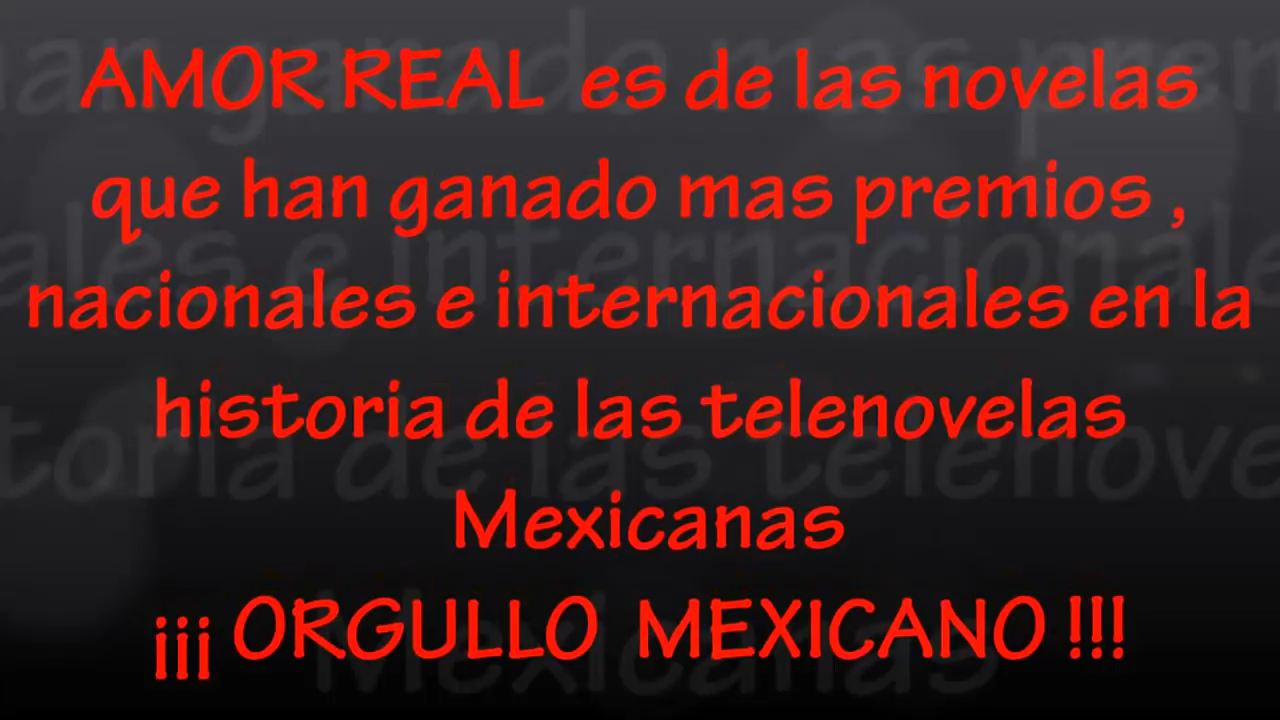 AMOR REAL es de las novelas
que han ganado mas premios ,
nacionales e internacionales en la
historia de las telenovelas
Mexicanas
¡¡¡ ORGULLO MEXICANO !!!